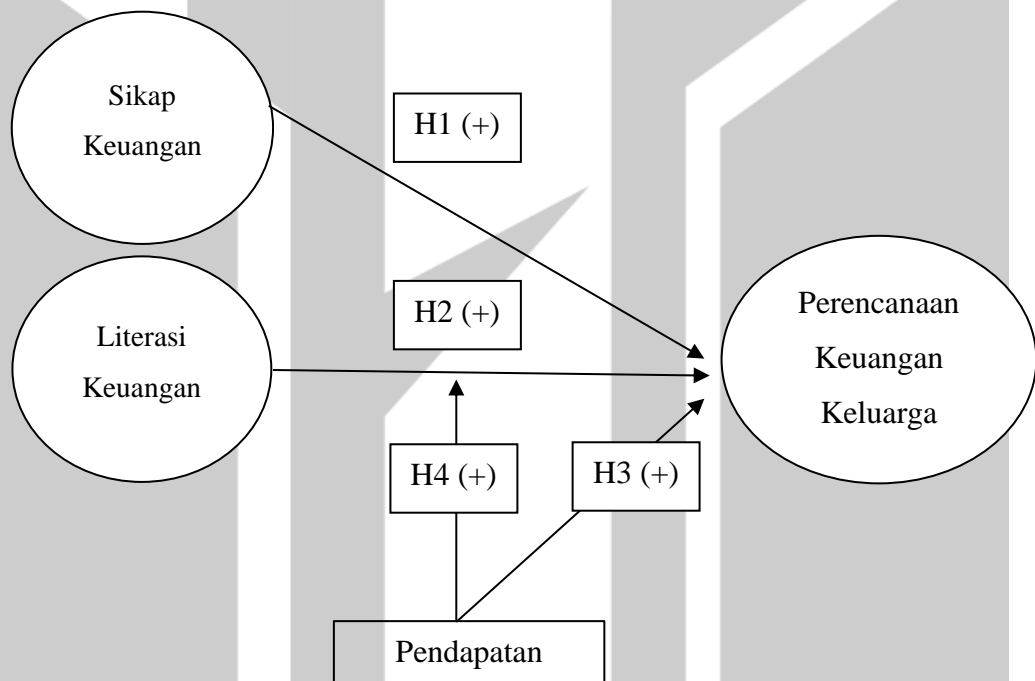 Sikap
Keuangan
H1 (+)
H2 (+)
Literasi
Keuangan
Perencanaan
Keuangan
Keluarga
H4 (+)
H3 (+)
Pendapatan